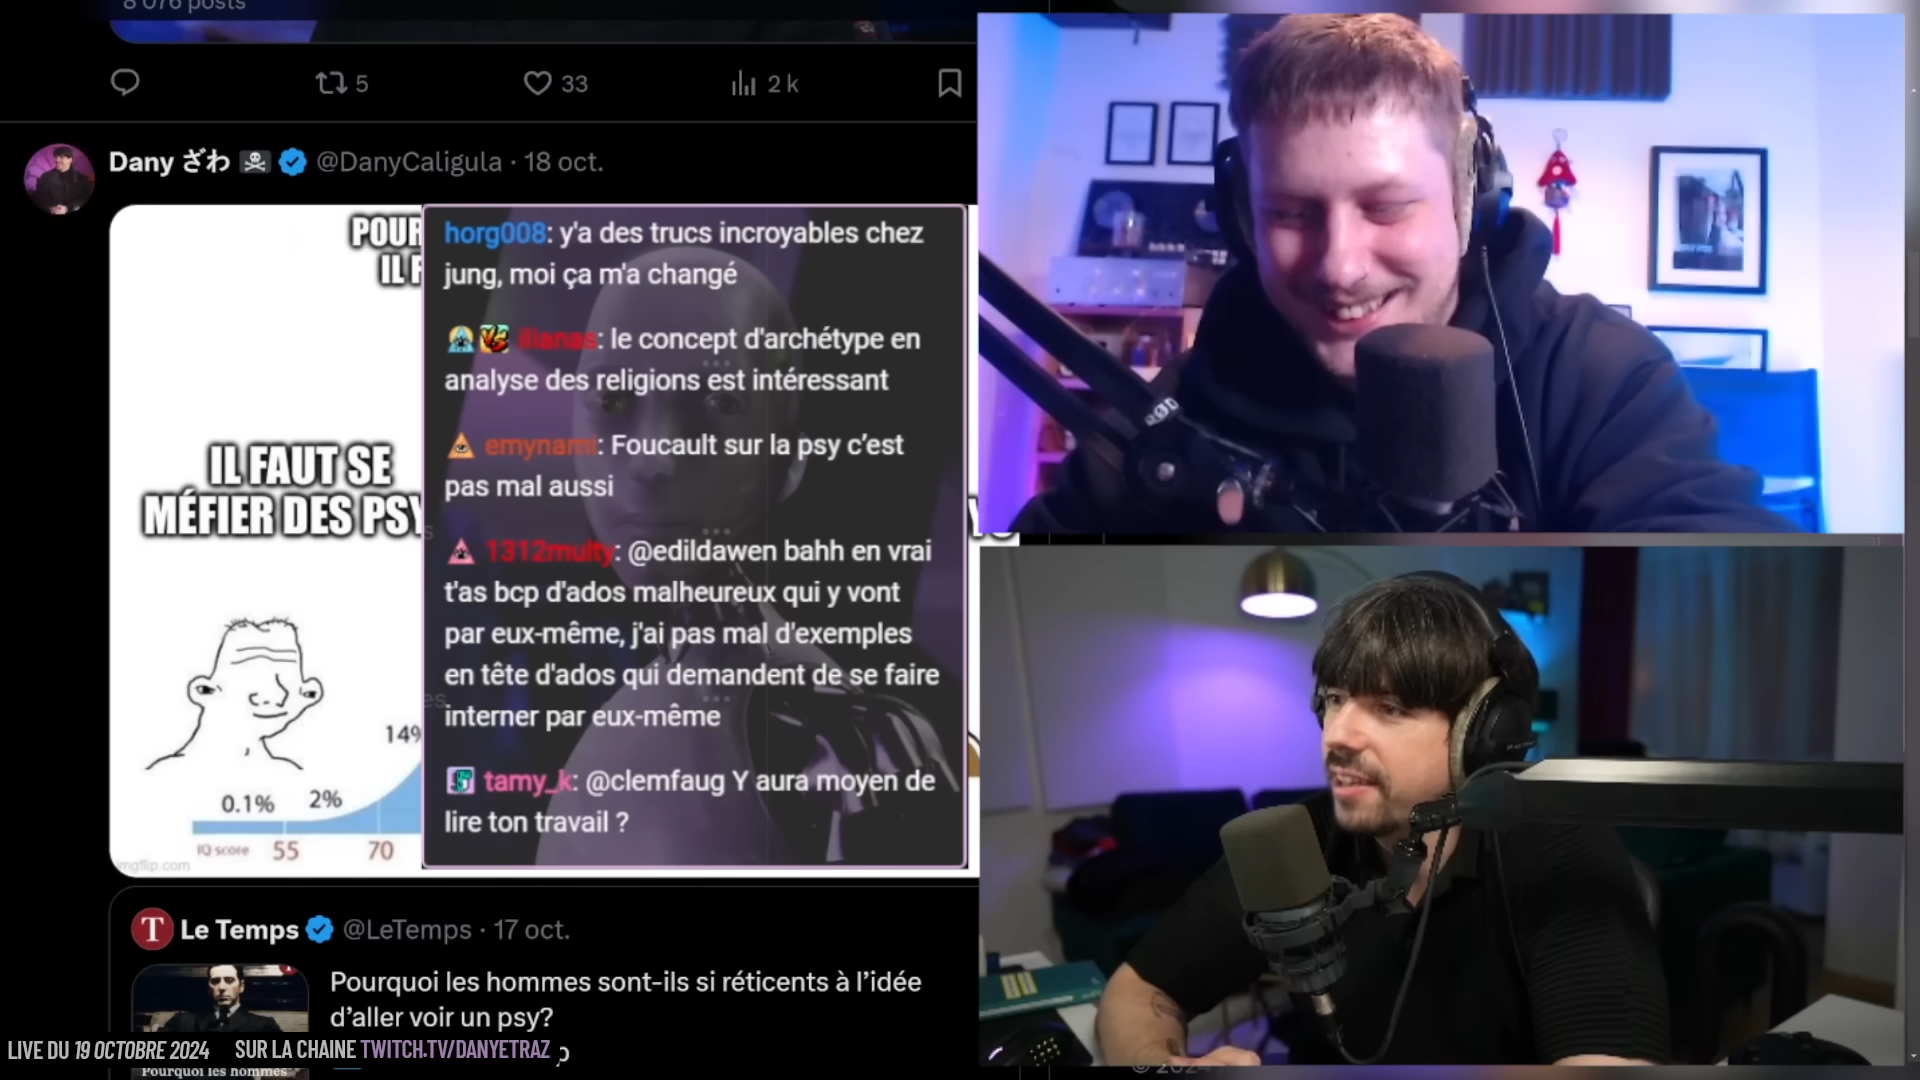 8 076 posts
5
33
2 k
Dany ざわ @DanyCaligula · 18 oct.
POUR
IL F
IL FAUT SE
MÉFIER DES PSY
14%
0.1%
2%
IQ score
55
70
imgflip.com
horg008: y'a des trucs incroyables chez
jung, moi ça m'a changé
ilianas: le concept d'archétype en
analyse des religions est intéressant
emynami: Foucault sur la psy c'est
pas mal aussi
1312multy: @edildawen bahh en vrai
t'as bcp d'ados malheureux qui y vont
par eux-même, j'ai pas mal d'exemples
en tête d'ados qui demandent de se faire
interner par eux-même
tamy_k: @clemfaug Y aura moyen de
lire ton travail ?
RØD
T
Le Temps @LeTemps · 17 oct.
Pourquoi les hommes sont-ils si réticents à l’idée
d’aller voir un psy?
LIVE DU 19 OCTOBRE 2024 SUR LA CHAINE TWITCH.TV/DANYETRAZ
Pourquoi les hommes
© 2024